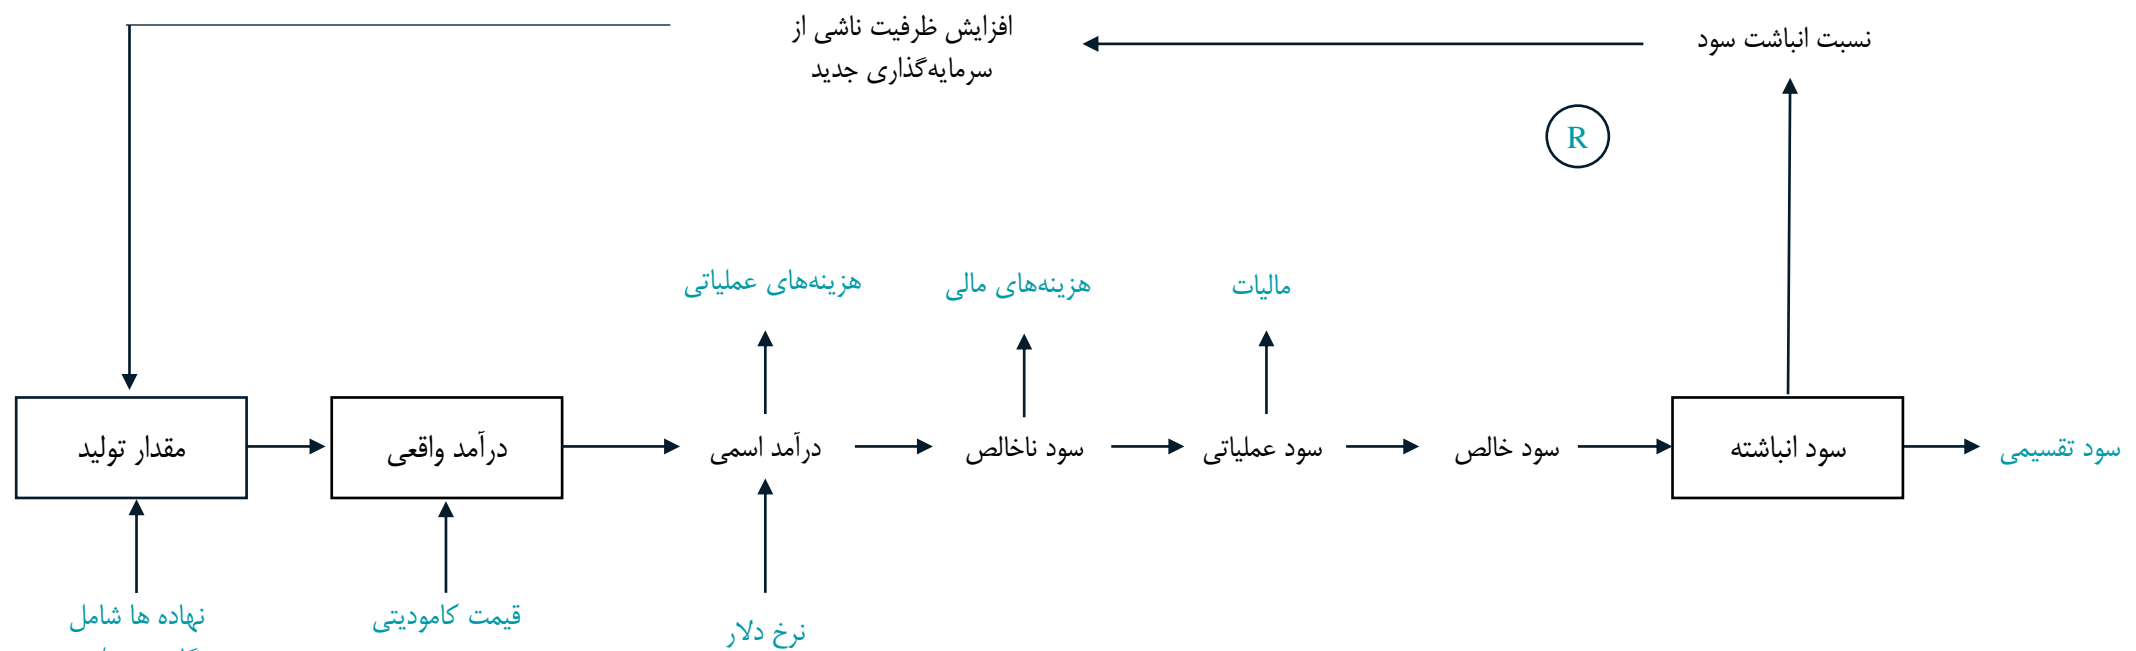 افزایش ظرفیت ناشی از
سرمایه‌گذاری جدید
نسبت انباشت سود
R
هزینه‌های عملیاتی
هزینه‌های مالی
مالیات
مقدار تولید
درآمد واقعی
درآمد اسمی
سود ناخالص
سود عملیاتی
سود خالص
سود انباشته
سود تقسیمی
نهاده ها شامل
قیمت کامودیتی
نرخ دلار